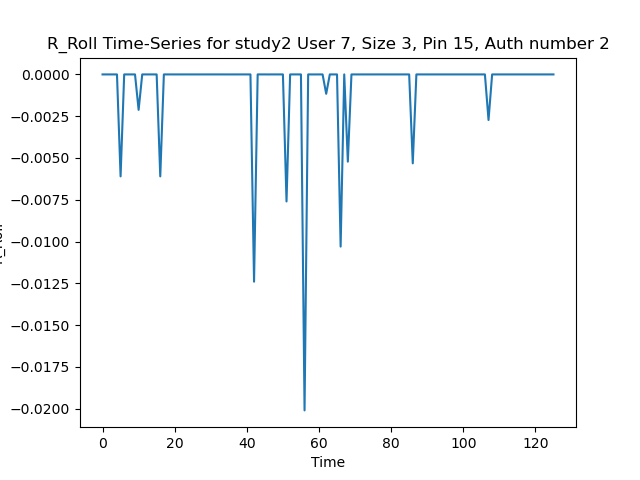 R_Roll Time-Series for study2 User 7, Size 3, Pin 15, Auth number 2
0.0000
−0.0025
−0.0050
−0.0075
−0.0100
−0.0125
−0.0150
−0.0175
−0.0200
R_Roll
0 20 40 60 80 100 120
Time